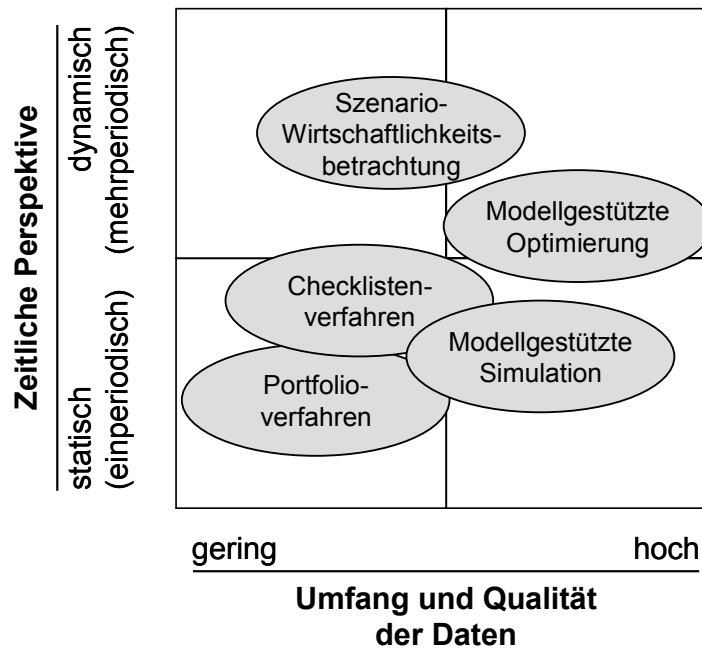 Zeitliche Perspektive
dynamisch
(mehrperiodisch)
statisch
(einperiodisch)
Szenario-
Wirtschaftlichkeits-
betrachtung
Modellgestützte
Optimierung
Checklisten-
verfahren
Modellgestützte
Simulation
Portfolio-
verfahren
gering
hoch
Umfang und Qualität
der Daten